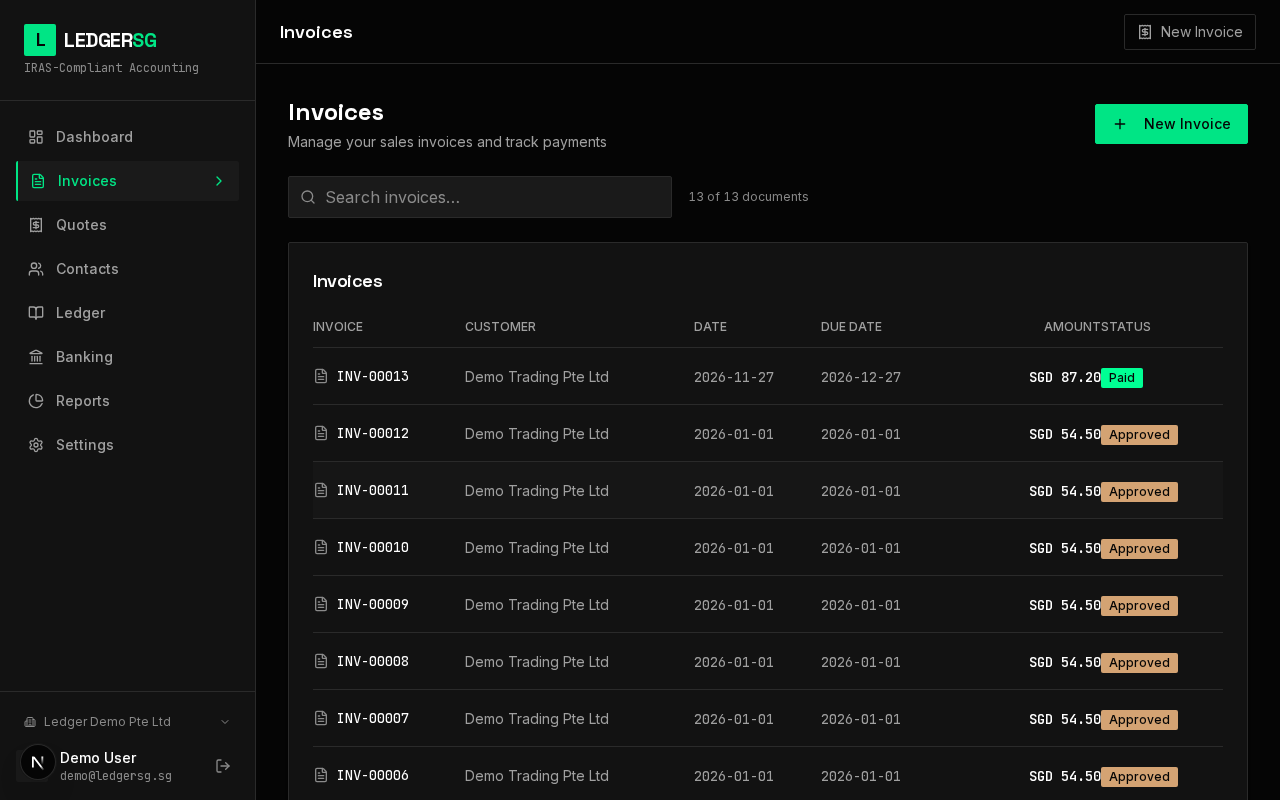 L LEDGERSG
IRAS-Compliant Accounting
Dashboard
Invoices
Quotes
Contacts
Ledger
Banking
Reports
Settings
Ledger Demo Pte Ltd
N
Demo User
demo@ledgersg.sg
Invoices
New Invoice
Invoices
Manage your sales invoices and track payments
New Invoice
Search invoices...
13 of 13 documents
Invoices
INVOICE CUSTOMER DATE DUE DATE AMOUNT STATUS
INV-00013 Demo Trading Pte Ltd 2026-11-27 2026-12-27 SGD 87.20 Paid
INV-00012 Demo Trading Pte Ltd 2026-01-01 2026-01-01 SGD 54.50 Approved
INV-00011 Demo Trading Pte Ltd 2026-01-01 2026-01-01 SGD 54.50 Approved
INV-00010 Demo Trading Pte Ltd 2026-01-01 2026-01-01 SGD 54.50 Approved
INV-00009 Demo Trading Pte Ltd 2026-01-01 2026-01-01 SGD 54.50 Approved
INV-00008 Demo Trading Pte Ltd 2026-01-01 2026-01-01 SGD 54.50 Approved
INV-00007 Demo Trading Pte Ltd 2026-01-01 2026-01-01 SGD 54.50 Approved
INV-00006 Demo Trading Pte Ltd 2026-01-01 2026-01-01 SGD 54.50 Approved